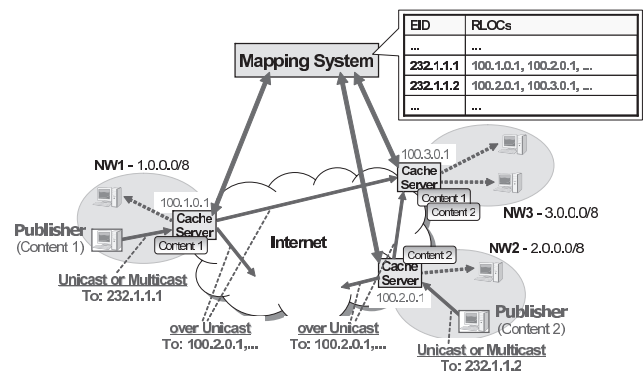 EID RLOCs
... ...
232.1.1.1 100.1.0.1, 100.2.0.1, ...
232.1.1.2 100.2.0.1, 100.3.0.1, ...
... ...
Mapping System
100.3.0.1
Cache
Server
Content 1
Content 2
NW3 - 3.0.0.0/8
NW1 - 1.0.0.0/8
100.1.0.1
Cache
Server
Content 1
Publisher
(Content 1)
Unicast or Multicast
To: 232.1.1.1
Internet
NW2 - 2.0.0.0/8
Content 2
Cache
Server
100.2.0.1
Publisher
(Content 2)
over Unicast
To: 100.2.0.1,...
over Unicast
To: 100.2.0.1,...
Unicast or Multicast
To: 232.1.1.2